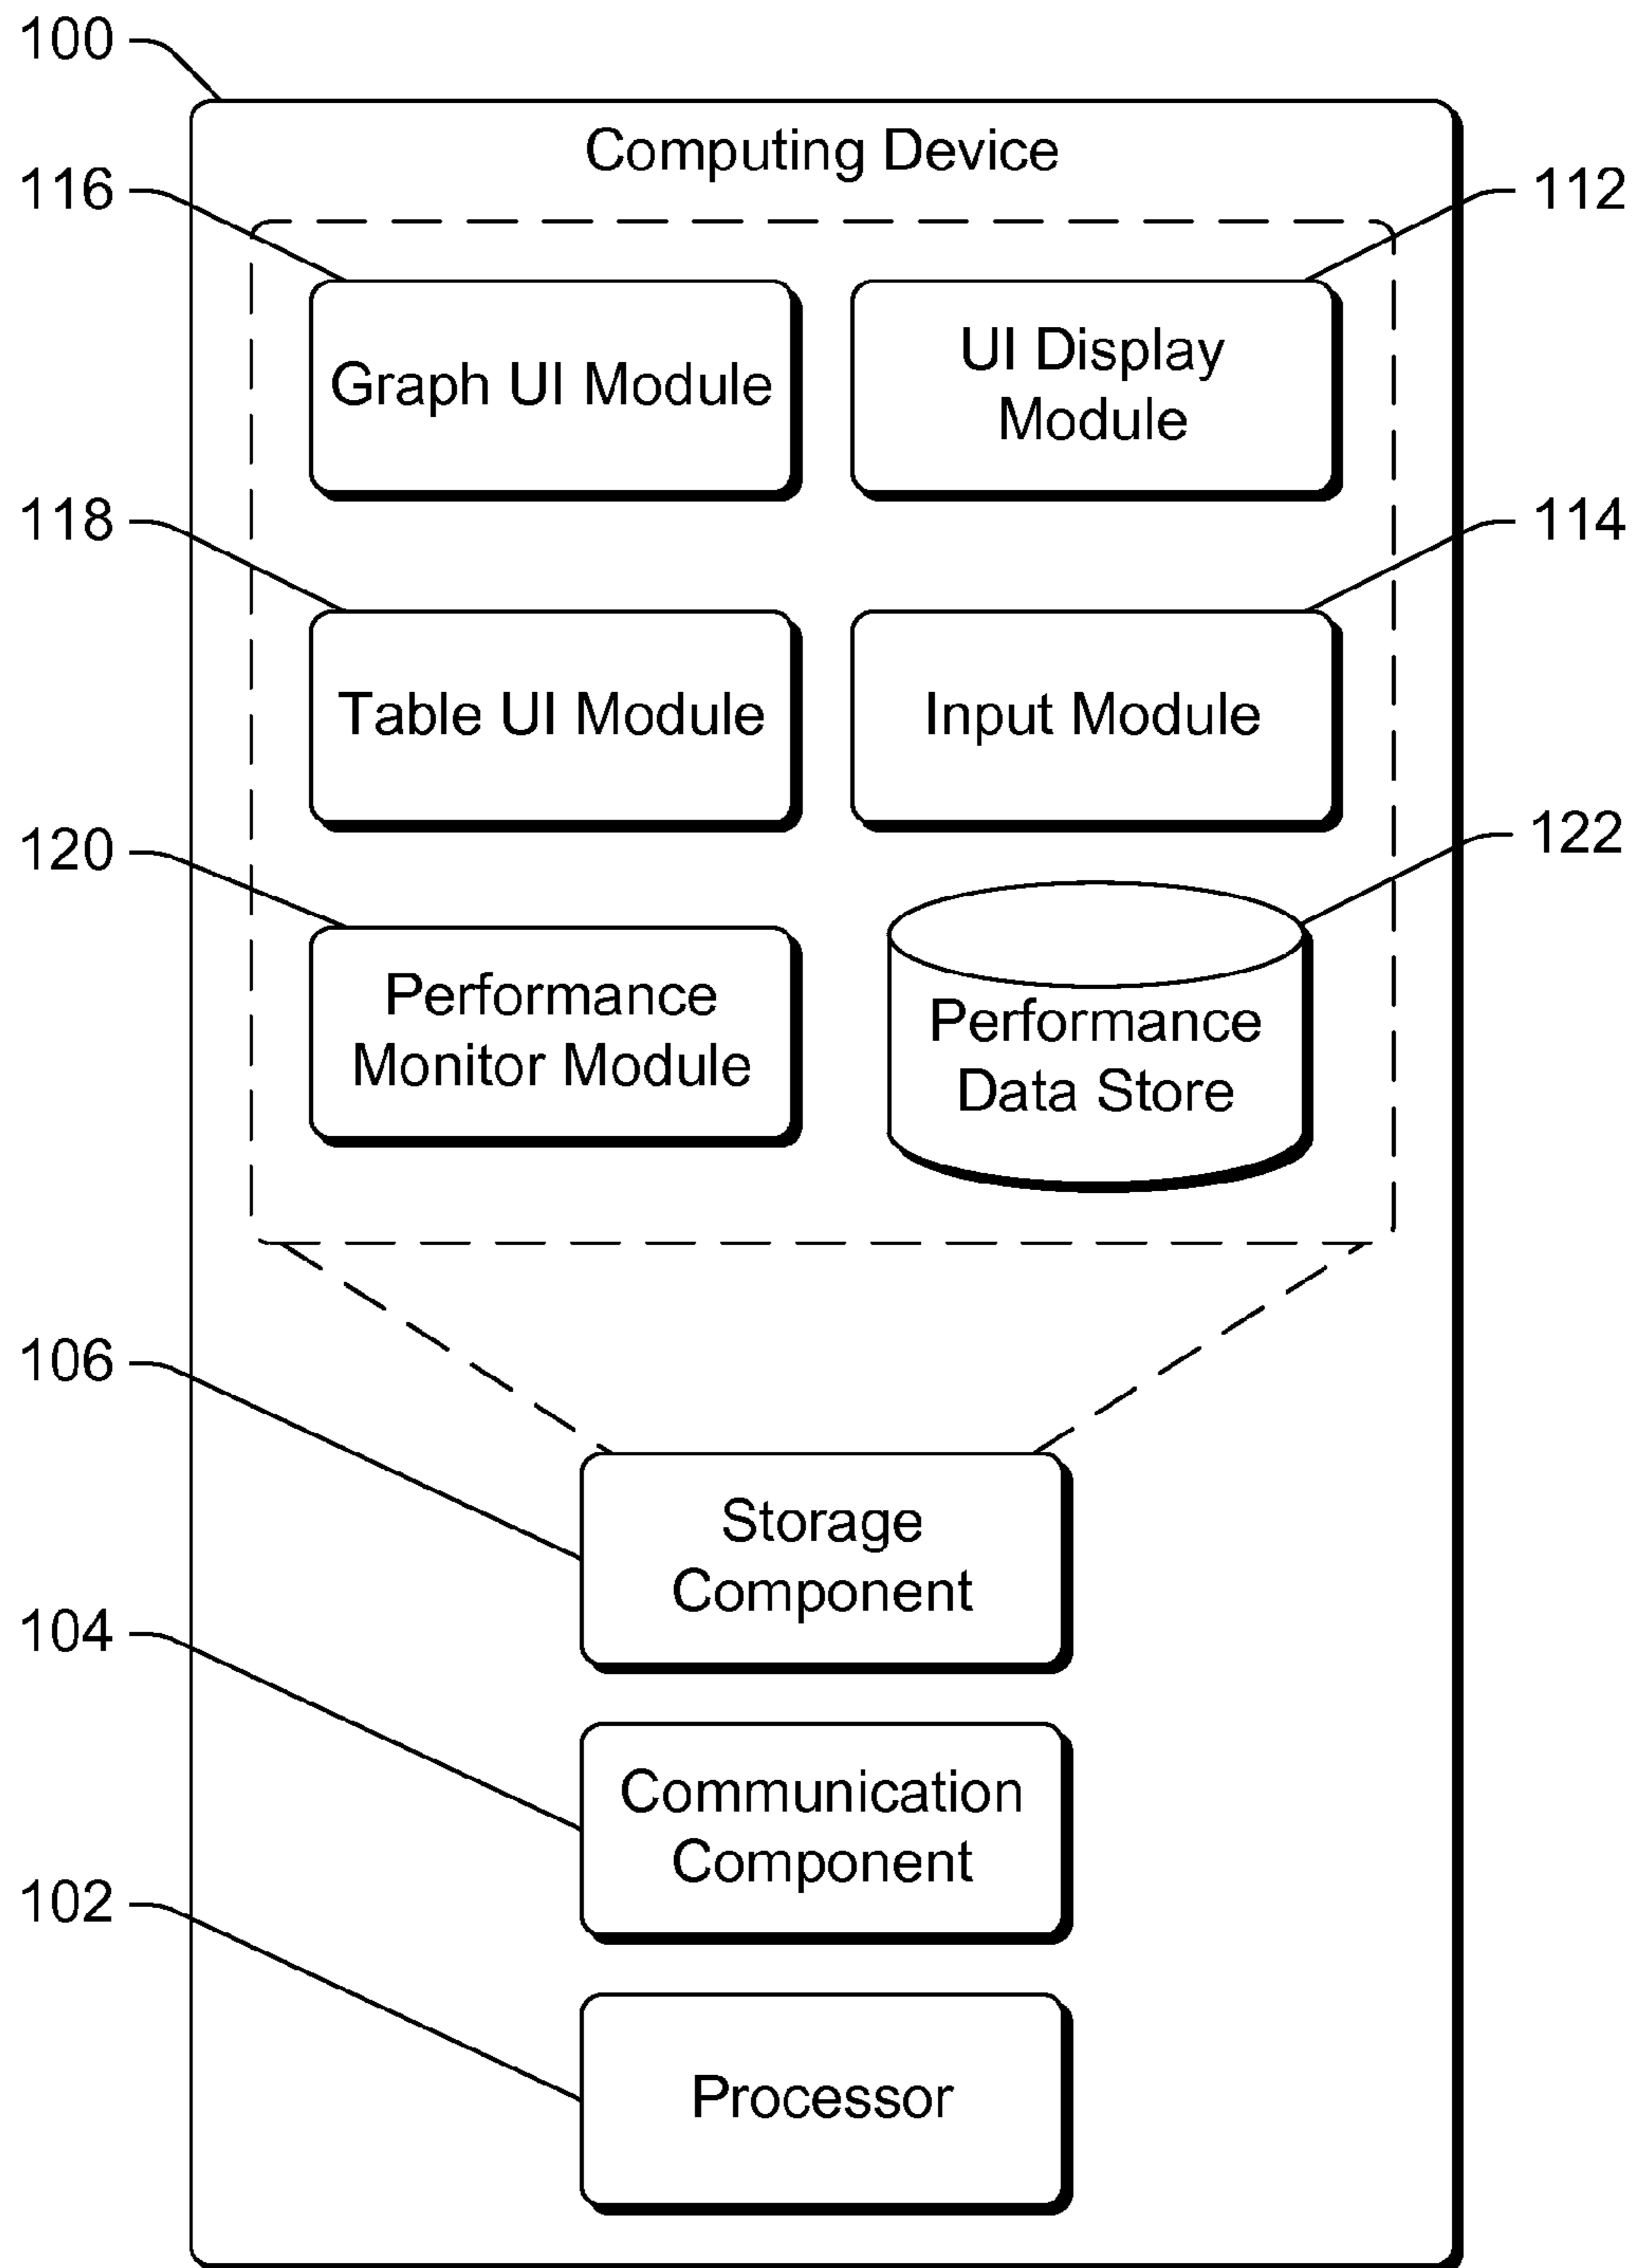 100
Computing Device
116
112
Graph UI Module
UI Display
Module
118
114
Table UI Module
Input Module
120
122
Performance
Monitor Module
Performance
Data Store
106
Storage
Component
104
Communication
Component
102
Processor